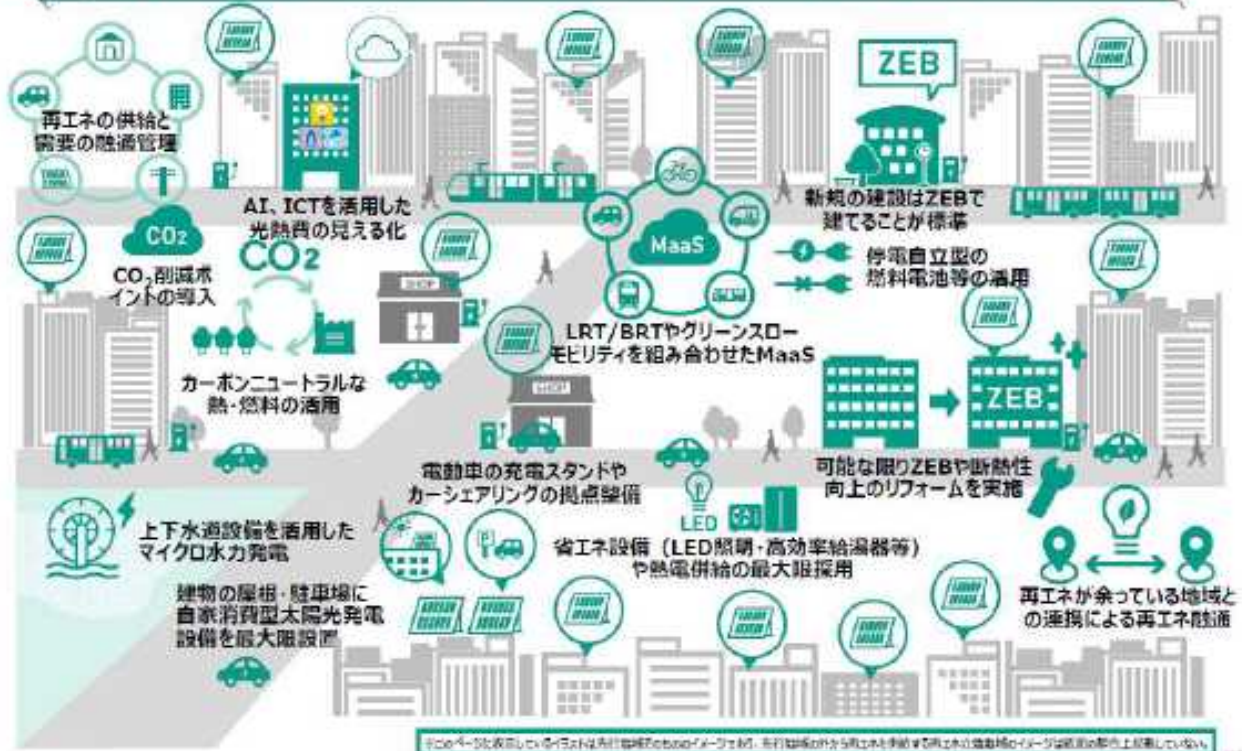 ZEB
再エネの供給と
需要の融通管理
AI、ICTを活用した
光熱費の見える化
新規の建設はZEBで
建てることが標準
CO₂
CO₂削減ポ
イントの導入
CO₂
SHOP
MaaS
停電自立型の
燃料電池等の活用
LRT/BRTやグリーンスロー
モビリティを組み合わせたMaaS
カーボンニュートラルな
熱・燃料の活用
SHOP
ZEB
電動車の充電スタンドや
カーシェアリングの拠点整備
可能な限りZEBや断熱性
向上のリフォームを実施
上下水道設備を活用した
マイクロ水力発電
P
LED
省エネ設備（LED照明・高効率給湯器等）
や熱電併給の最大限採用
建物の屋根・駐車場に
自家消費型太陽光発電
設備を最大限設置
再エネが余っている地域と
の連携による再エネ融通